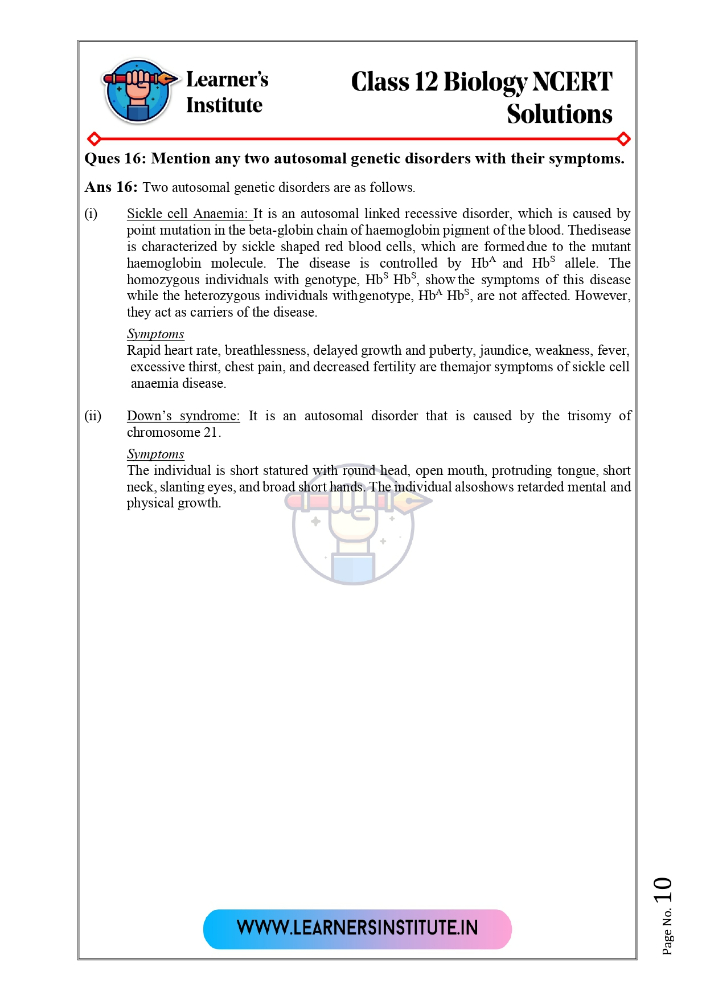 Learner's
Institute
Class 12 Biology NCERT
Solutions
Ques 16: Mention any two autosomal genetic disorders with their symptoms.
Ans 16: Two autosomal genetic disorders are as follows.
(i) Sickle cell Anaemia: It is an autosomal linked recessive disorder, which is caused by
point mutation in the beta-globin chain of haemoglobin pigment of the blood. Thedisease
is characterized by sickle shaped red blood cells, which are formed due to the mutant
haemoglobin molecule. The disease is controlled by Hbᴬ and Hbˢ allele. The
homozygous individuals with genotype, Hbˢ Hbˢ, show the symptoms of this disease
while the heterozygous individuals withgenotype, Hbᴬ Hbˢ, are not affected. However,
they act as carriers of the disease.
Symptoms
Rapid heart rate, breathlessness, delayed growth and puberty, jaundice, weakness, fever,
excessive thirst, chest pain, and decreased fertility are themajor symptoms of sickle cell
anaemia disease.
(ii) Down's syndrome: It is an autosomal disorder that is caused by the trisomy of
chromosome 21.
Symptoms
The individual is short statured with round head, open mouth, protruding tongue, short
neck, slanting eyes, and broad short hands. The individual alsoshows retarded mental and
physical growth.
WWW.LEARNERSINSTITUTE.IN
Page No. 10